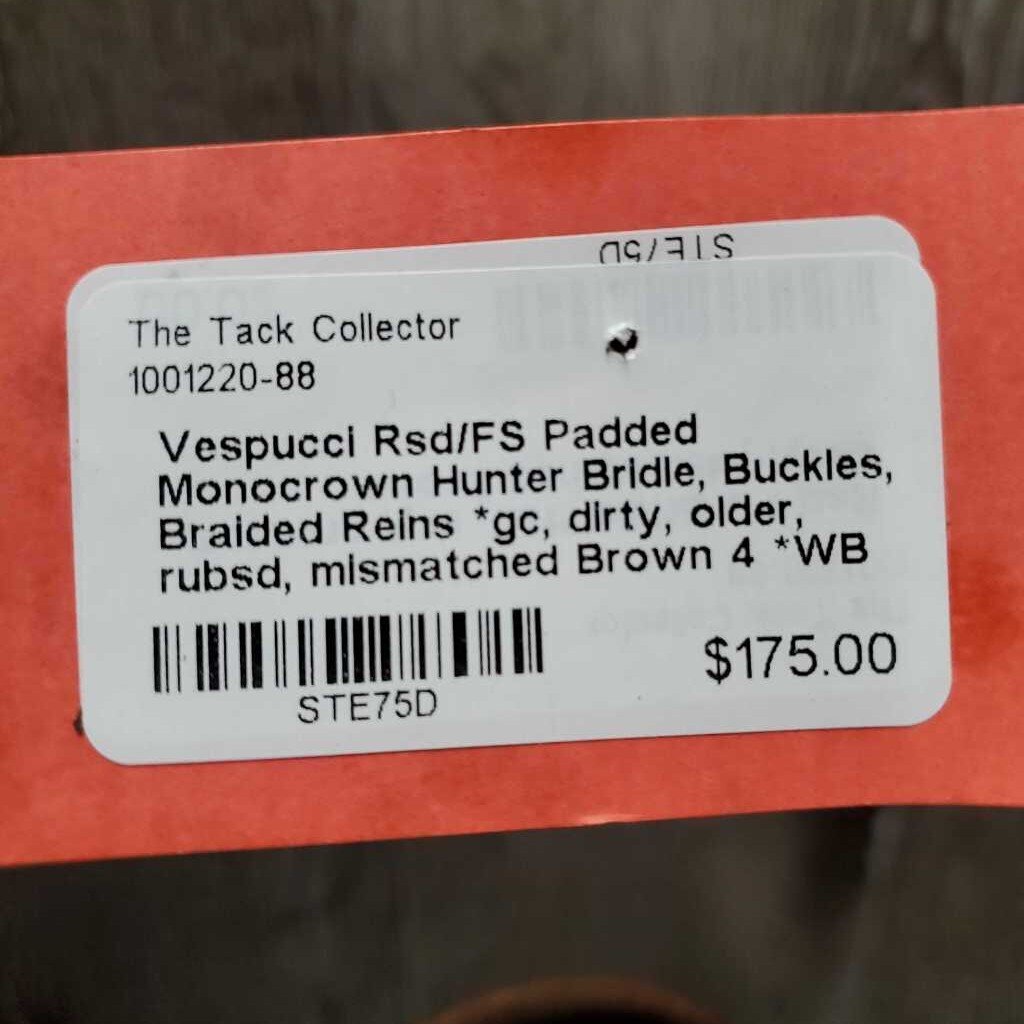 STE75D
The Tack Collector
1001220-88
Vespucci Rsd/FS Padded
Monocrown Hunter Bridle, Buckles,
Braided Reins *gc, dirty, older,
rubsd, mismatched Brown 4 *WB
$175.00
STE75D